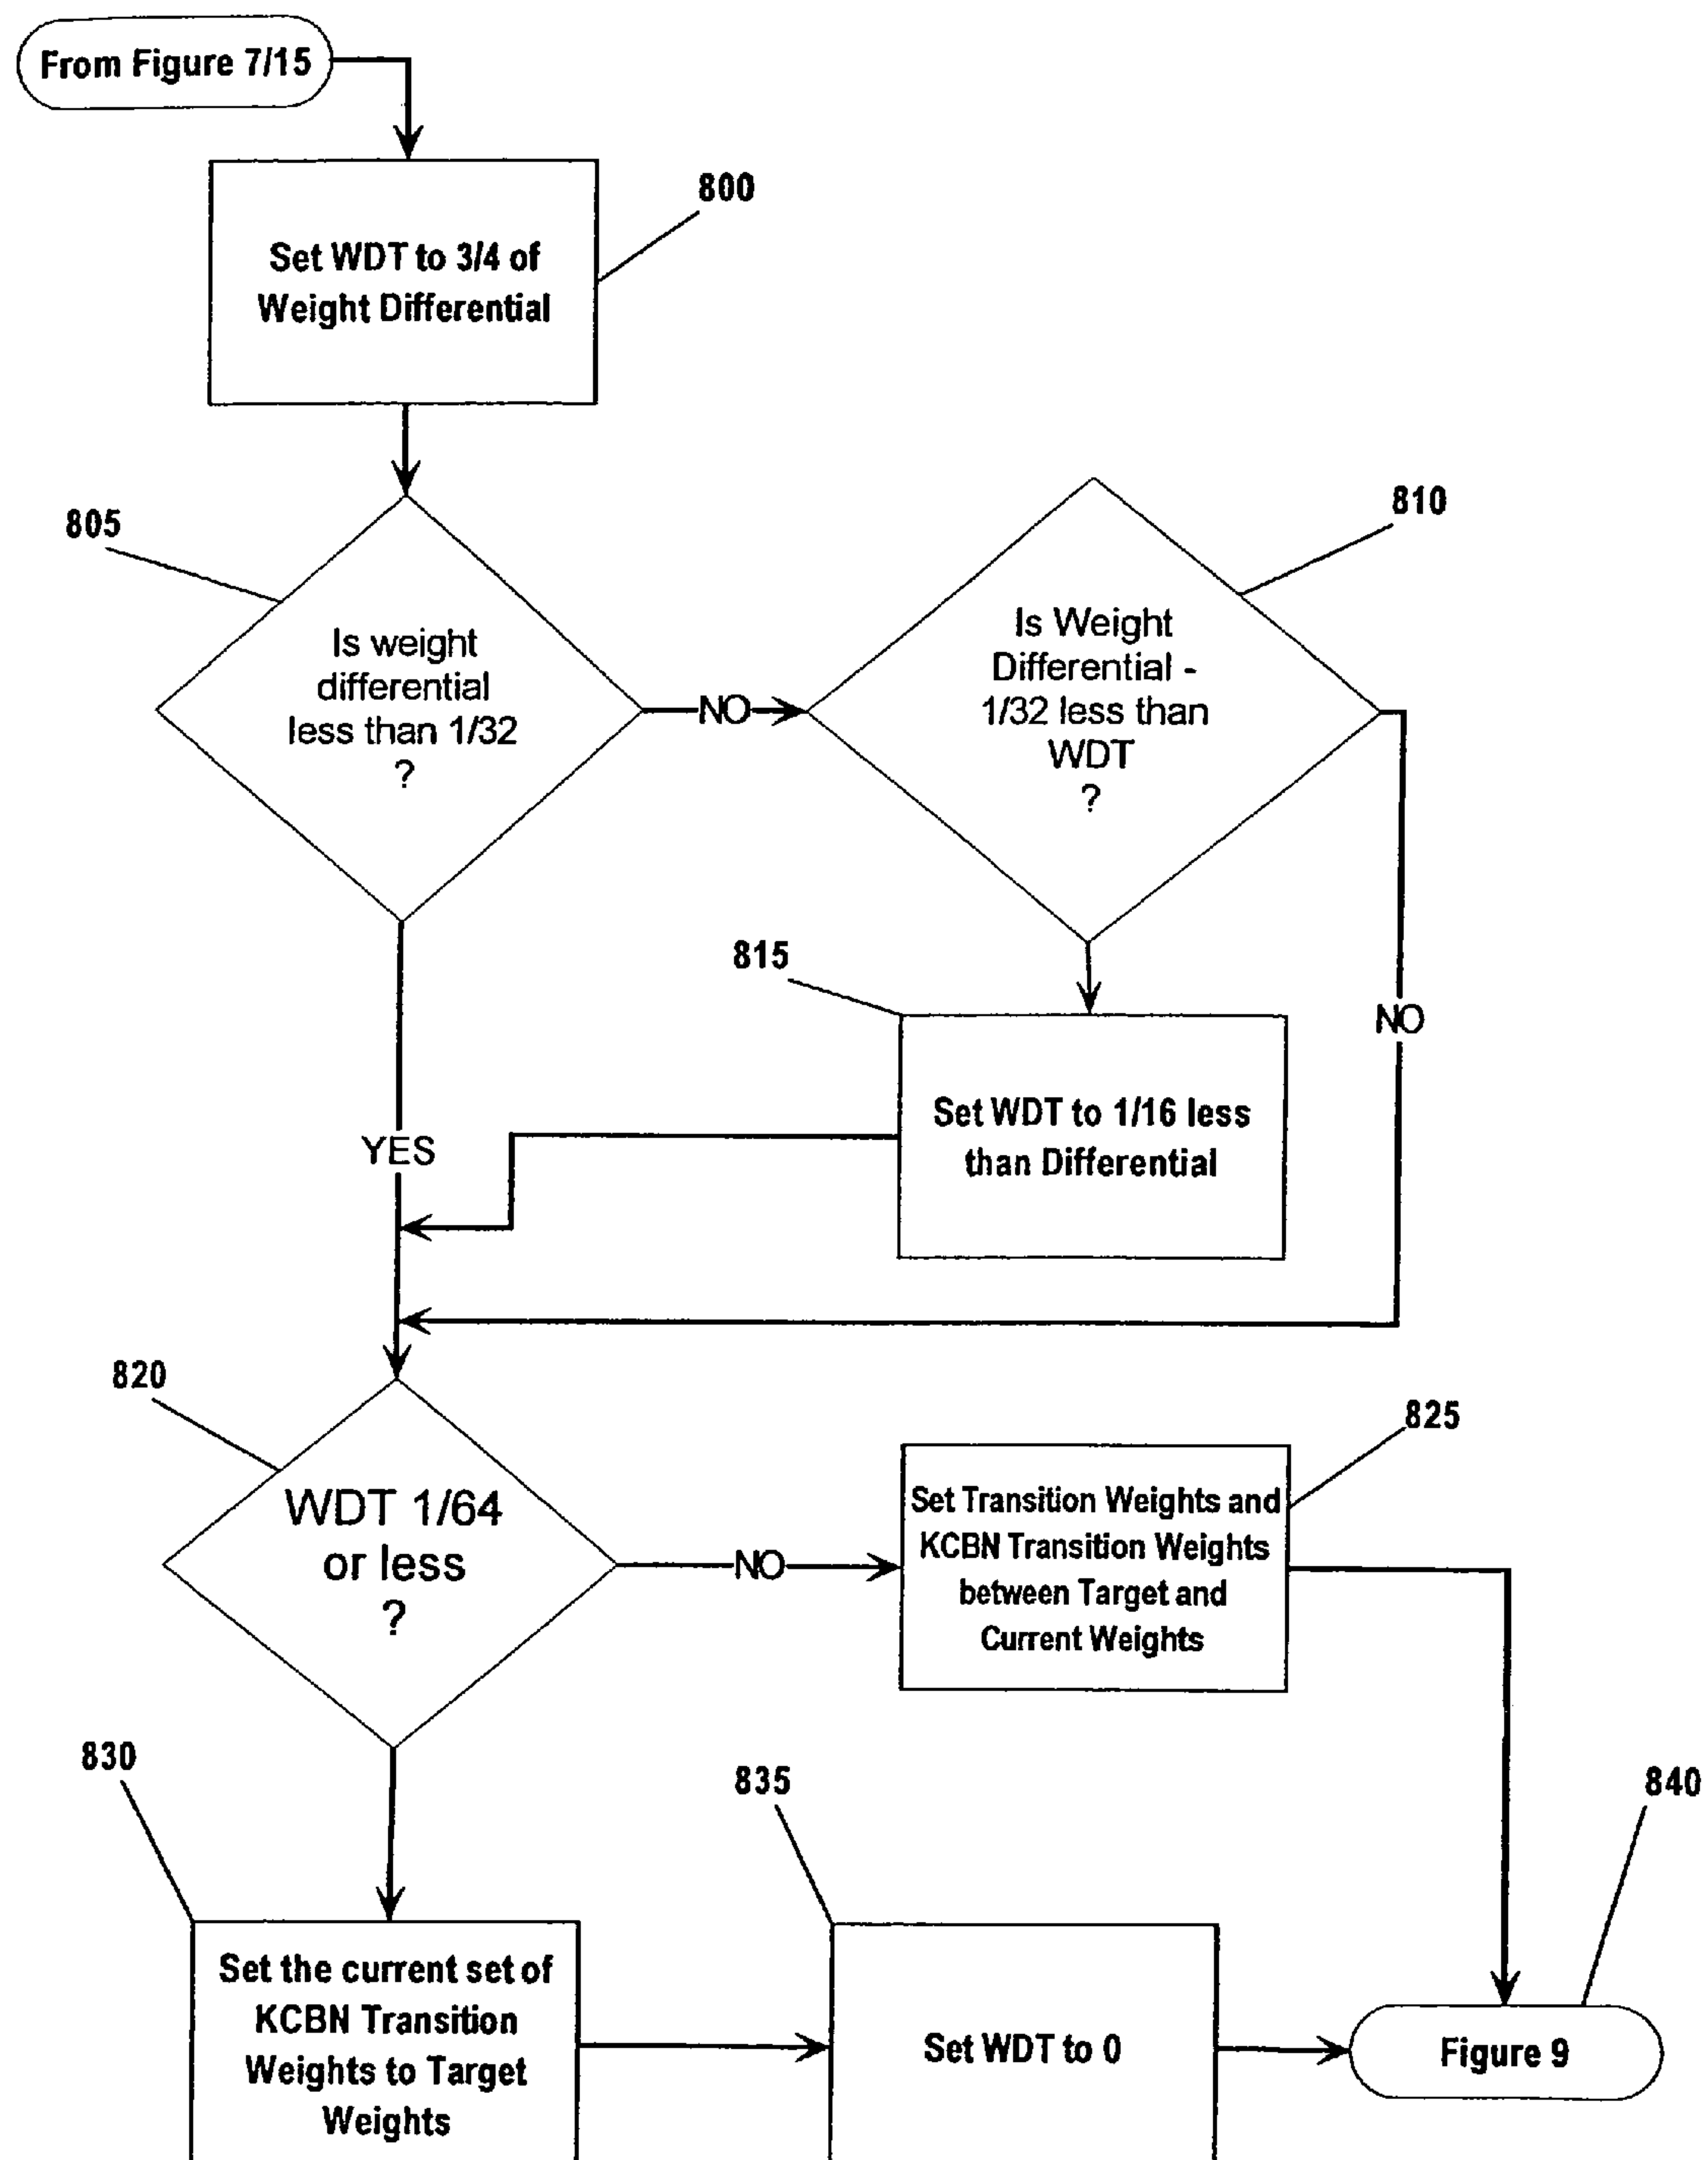 From Figure 7/15
800
Set WDT to 3/4 of
Weight Differential
805
Is weight
differential
less than 1/32
?
NO
810
Is Weight
Differential -
1/32 less than
WDT
?
815
Set WDT to 1/16 less
than Differential
NO
YES
820
WDT 1/64
or less
?
NO
825
Set Transition Weights and
KCBN Transition Weights
between Target and
Current Weights
830
Set the current set of
KCBN Transition
Weights to Target
Weights
835
Set WDT to 0
840
Figure 9